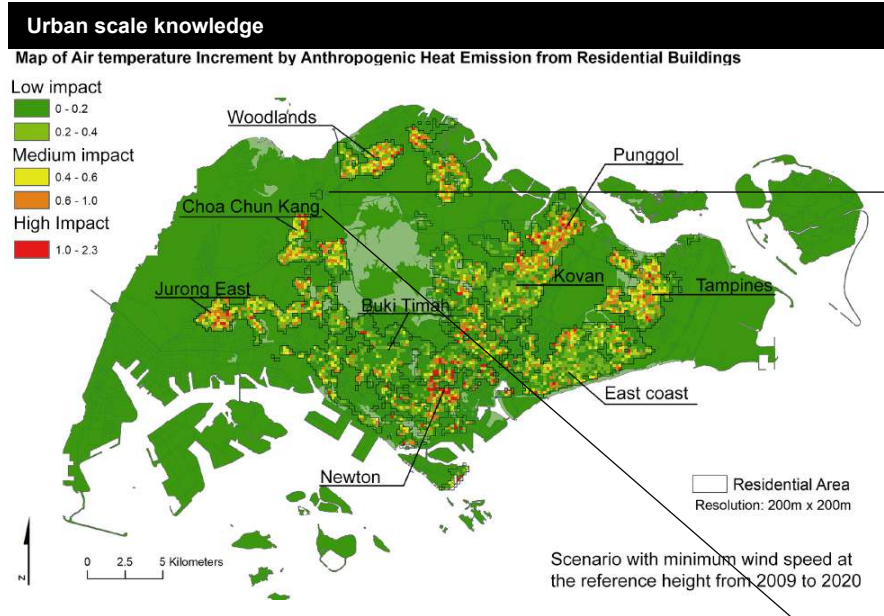 Urban scale knowledge
Map of Air temperature Increment by Anthropogenic Heat Emission from Residential Buildings
Low impact
0 - 0.2
0.2 - 0.4
Medium impact
0.4 - 0.6
0.6 - 1.0
High Impact
1.0 - 2.3
Woodlands
Punggol
Choa Chun Kang
Kovan
Tampines
Jurong East
Buki Timah
East coast
Newton
Residential Area
Resolution: 200m x 200m
N
0 2.5 5 Kilometers
Scenario with minimum wind speed at
the reference height from 2009 to 2020